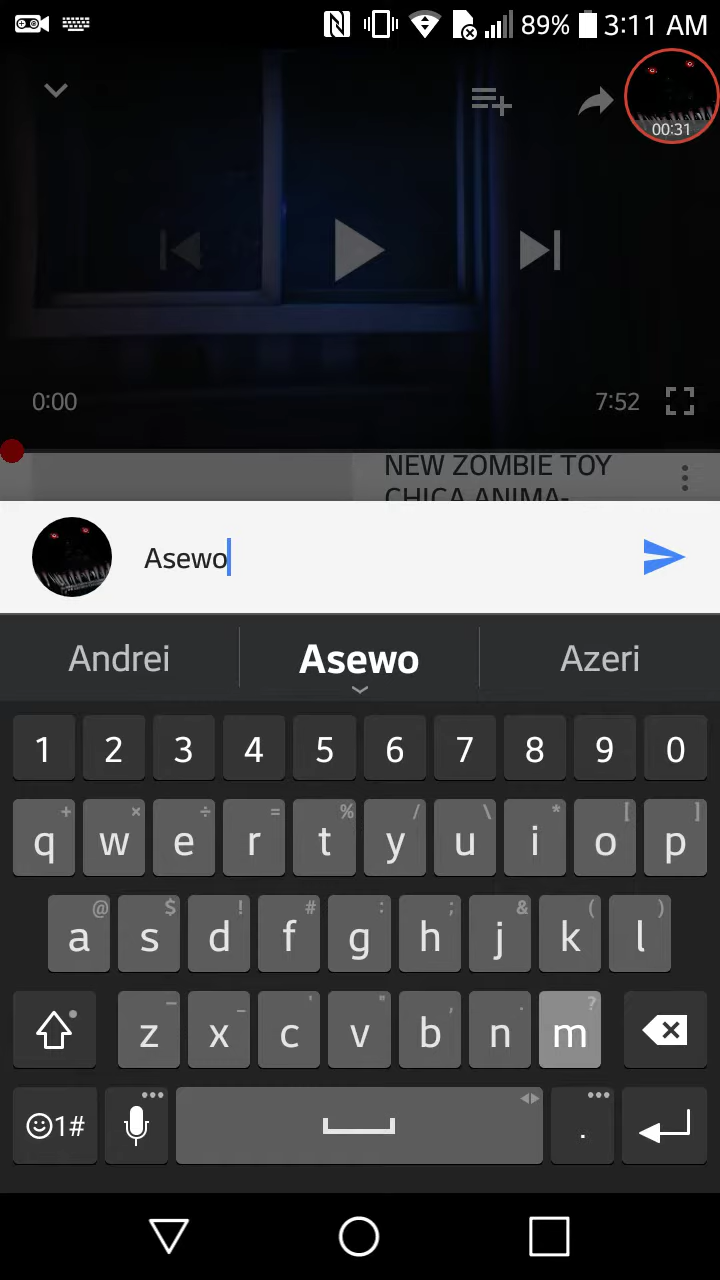 89% 3:11 AM
00:31
0:00 7:52
NEW ZOMBIE TOY
CHICA ANIMA-
Asewo
Andrei Asewo Azeri
1 2 3 4 5 6 7 8 9 0
+ × ÷ = % / \ * [ ]
q w e r t y u i o p
@ $ ! # : ; & ( )
a s d f g h j k l
– _ ' " , . ?
z x c v b n m
1# .